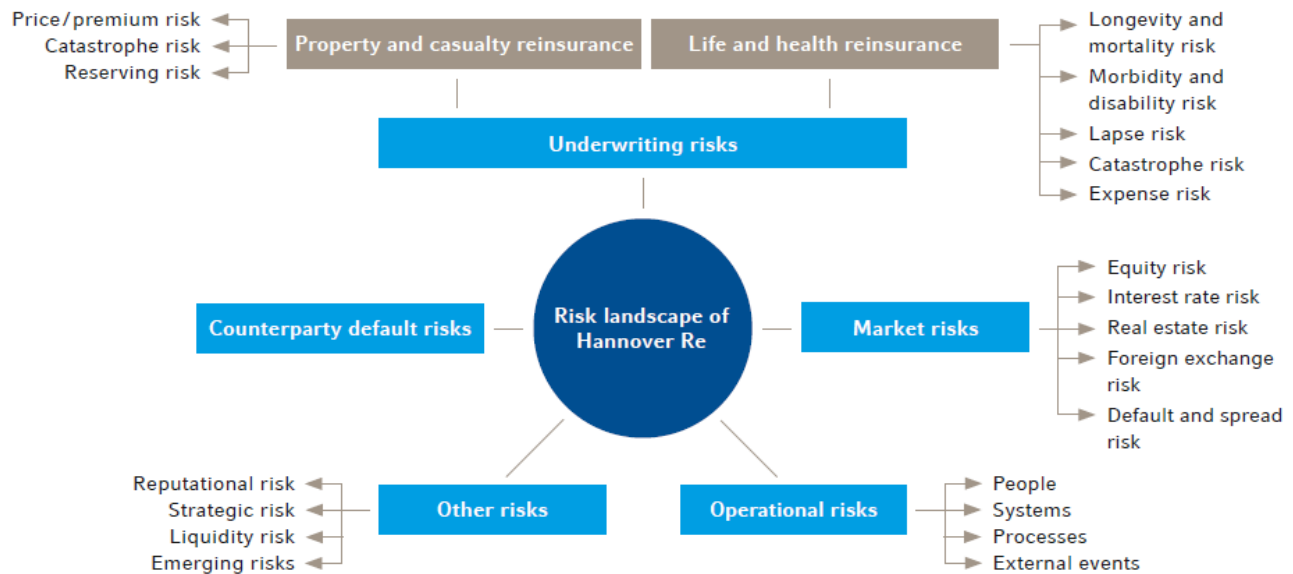 Price/premium risk
Catastrophe risk
Reserving risk
Property and casualty reinsurance
Life and health reinsurance
Longevity and
mortality risk
Morbidity and
disability risk
Lapse risk
Catastrophe risk
Expense risk
Underwriting risks
Counterparty default risks
Risk landscape of
Hannover Re
Market risks
Equity risk
Interest rate risk
Real estate risk
Foreign exchange
risk
Default and spread
risk
Reputational risk
Strategic risk
Liquidity risk
Emerging risks
Other risks
Operational risks
People
Systems
Processes
External events